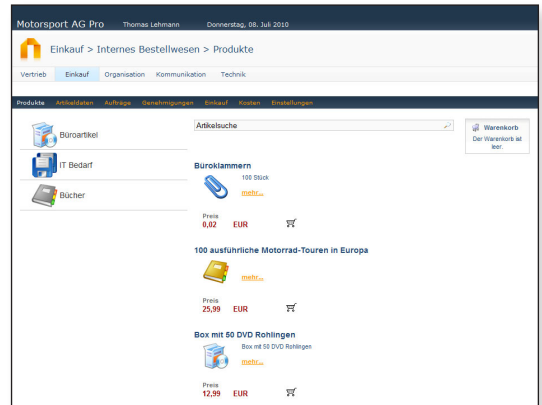 Motorsport AG Pro Thomas Lehmann Donnerstag, 08. Juli 2010
Einkauf > Internes Bestellwesen > Produkte
Vertrieb Einkauf Organisation Kommunikation Technik
Produkte Artikeldaten Aufträge Genehmigungen Einkauf Kosten Einstellungen
Büroartikel
IT Bedarf
Bücher
Artikelsuche
Büroklammern
100 Stück
mehr...
Preis
0,02 EUR
100 ausführliche Motorrad-Touren in Europa
mehr...
Preis
25,99 EUR
Box mit 50 DVD Rohlingen
Box mit 50 DVD Rohlingen
mehr...
Preis
12,99 EUR
Warenkorb
Der Warenkorb ist
leer.